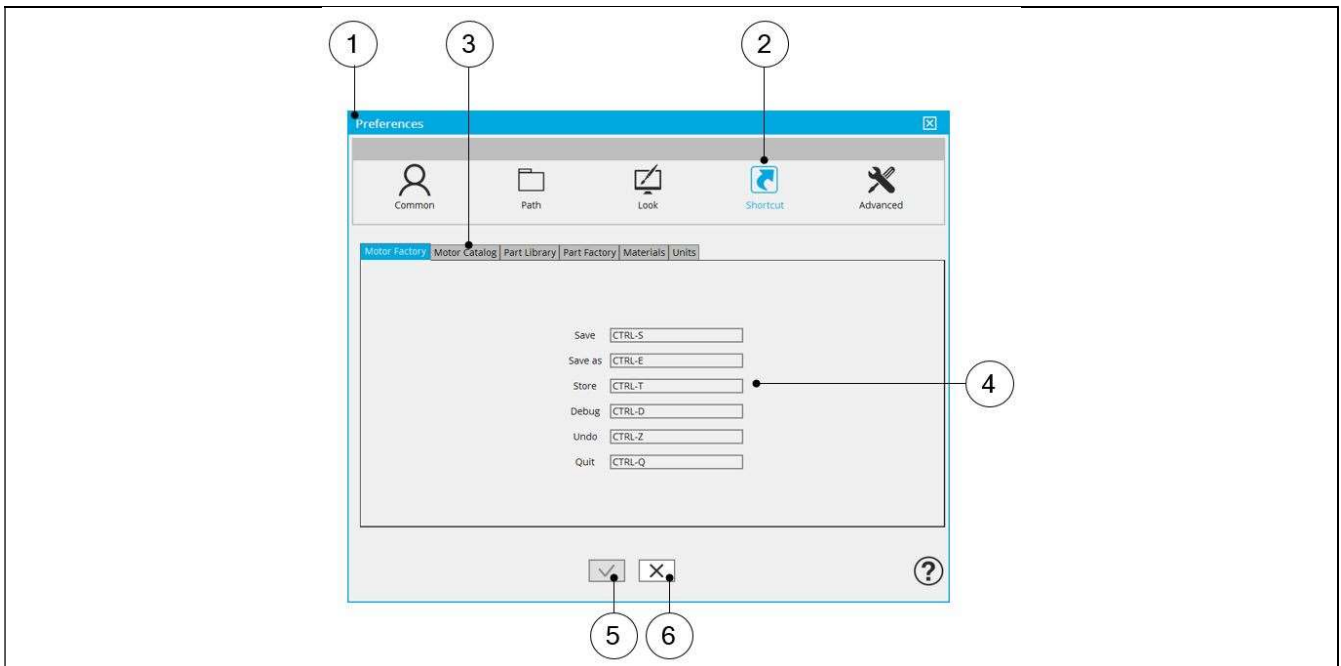 1 3 2
Preferences
Common Path Look Shortcut Advanced
Motor Factory Motor Catalog Part Library Part Factory Materials Units
Save CTRL-S
Save as CTRL-E
Store CTRL-T
4
Debug CTRL-D
Undo CTRL-Z
Quit CTRL-Q
?
5 6